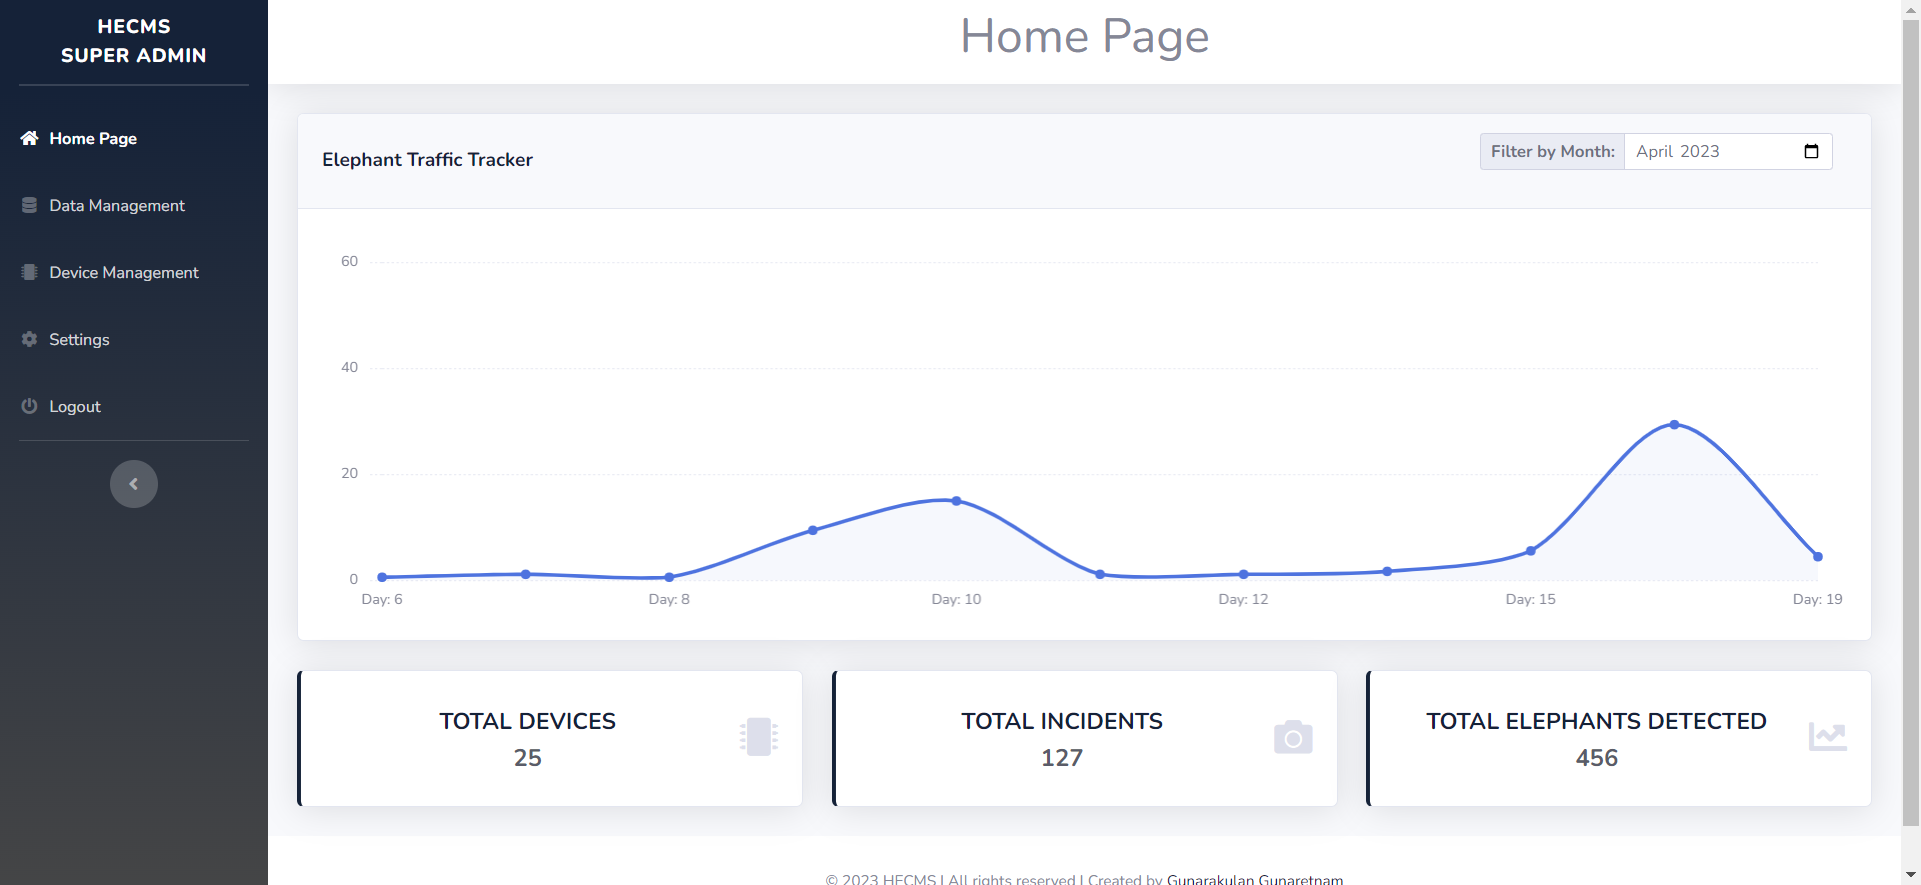 HECMS
SUPER ADMIN
Home Page
Data Management
Device Management
Settings
Logout
Home Page
Elephant Traffic Tracker
Filter by Month: April 2023
60
40
20
0
Day: 6 Day: 8 Day: 10 Day: 12 Day: 15 Day: 19
TOTAL DEVICES
25
TOTAL INCIDENTS
127
TOTAL ELEPHANTS DETECTED
456
© 2023 HECMS | All rights reserved | Created by Gunarakulan Gunaretnam